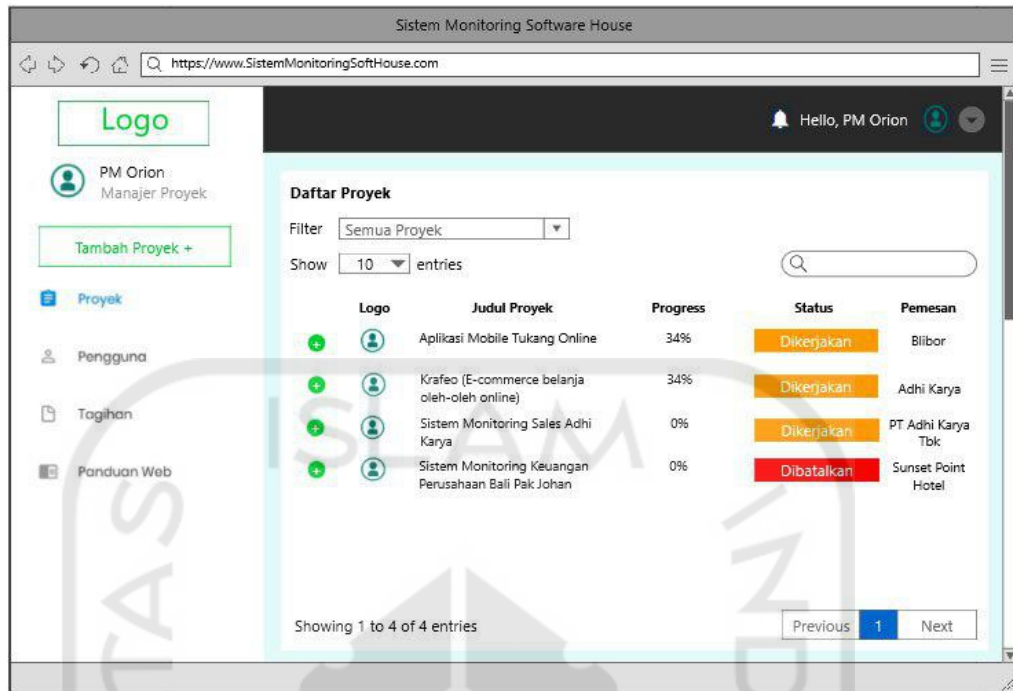 Sistem Monitoring Software House
https://www.SistemMonitoringSoftHouse.com
Logo
Hello, PM Orion
PM Orion
Manajer Proyek
Tambah Proyek +
Proyek
Pengguna
Tagihan
Panduan Web
Daftar Proyek
Filter Semua Proyek
Show 10 entries
Logo Judul Proyek Progress Status Pemesan
Aplikasi Mobile Tukang Online 34% Dikerjakan Blibor
Krafeo (E-commerce belanja
oleh-oleh online) 34% Dikerjakan Adhi Karya
Sistem Monitoring Sales Adhi
Karya 0% Dikerjakan PT Adhi Karya
Tbk
Sistem Monitoring Keuangan
Perusahaan Bali Pak Johan 0% Dibatalkan Sunset Point
Hotel
Showing 1 to 4 of 4 entries
Previous 1 Next
ISLAM
TAS
IND